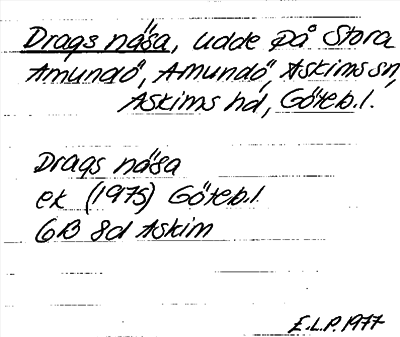 Drags näsa, udde på Stora
Amundö, Amundö, Askims sn,
Askims hd, Göteb.l.
Drags näsa
ek (1975) Göteb.l.
6B 8d Askim
E.L.P. 1977